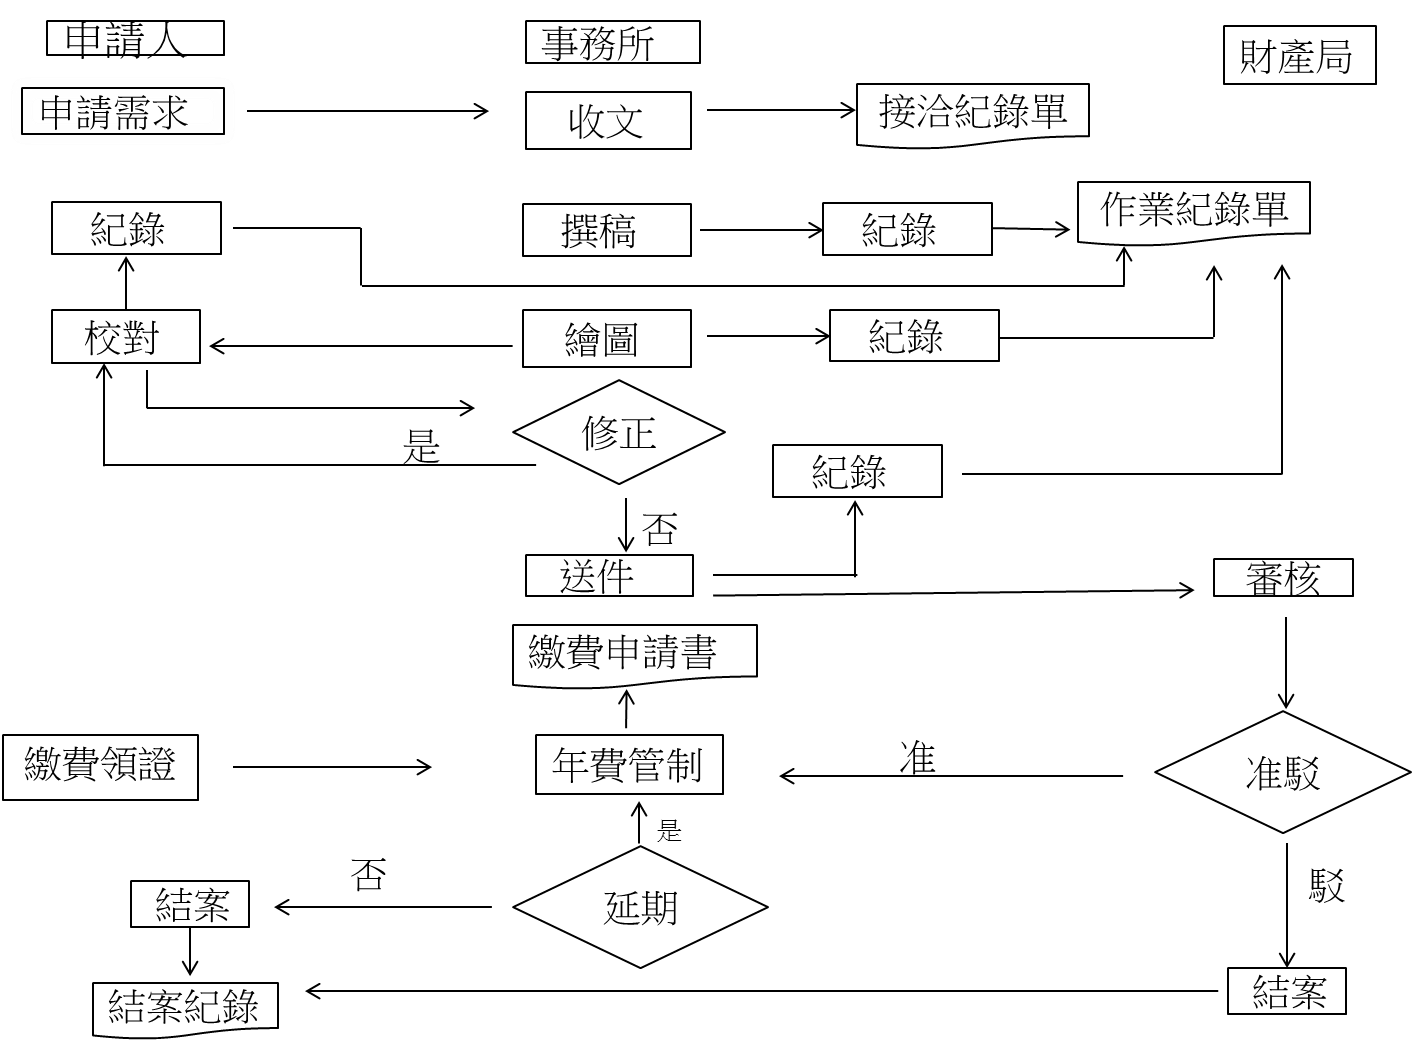 申請人
事務所
財產局
申請需求
收文
接洽紀錄單
紀錄
撰稿
紀錄
作業紀錄單
校對
繪圖
紀錄
修正
是
紀錄
否
送件
審核
繳費申請書
繳費領證
年費管制
准
准駁
是
否
延期
駁
結案
結案紀錄
結案